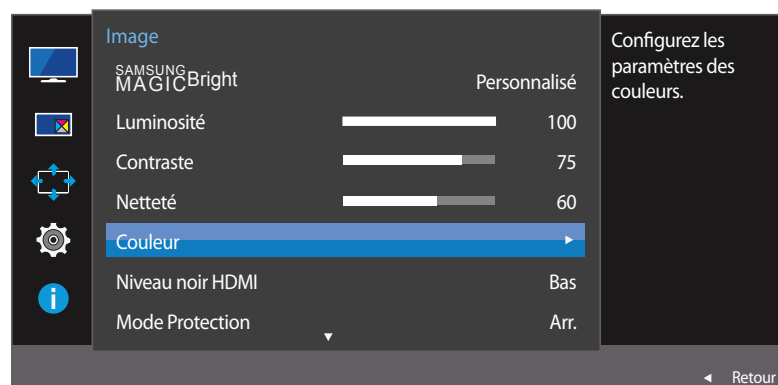 Image
SAMSUNG
MAGICBright Personnalisé
Luminosité 100
Contraste 75
Netteté 60
Couleur
Niveau noir HDMI Bas
Mode Protection Arr.
Configurez les
paramètres des
couleurs.
Retour